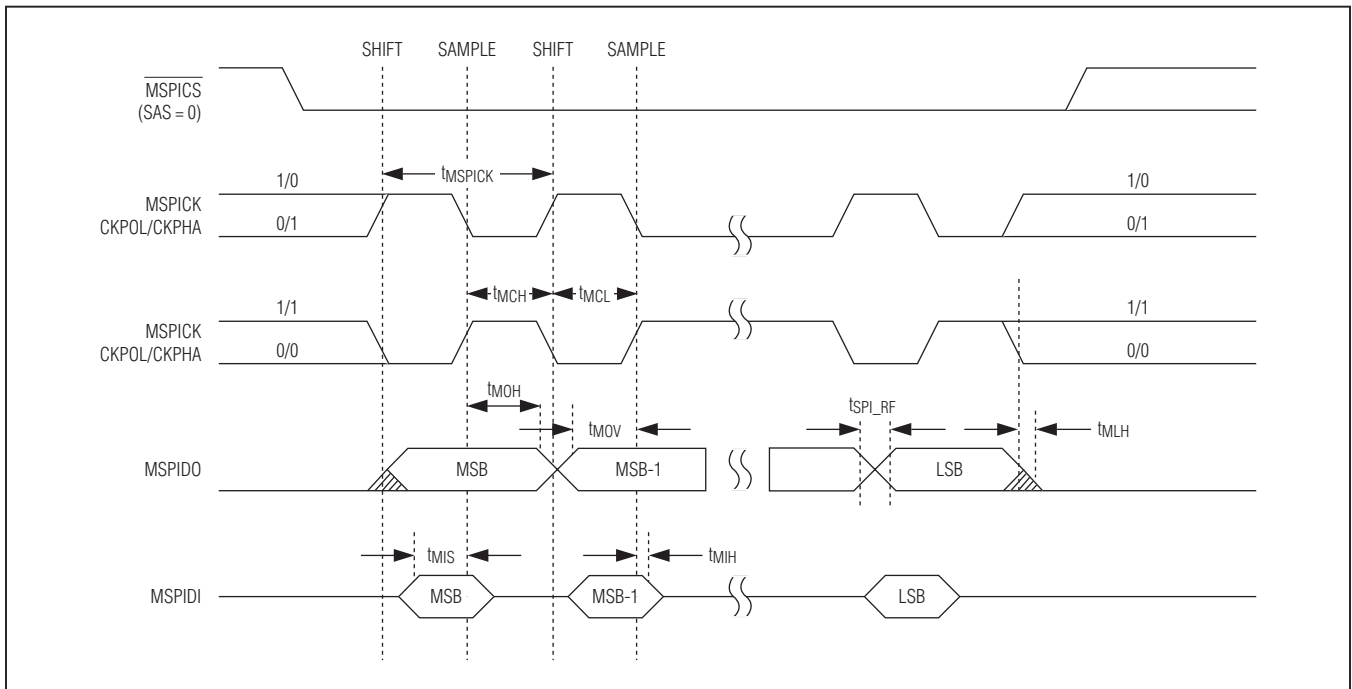 SHIFT SAMPLE SHIFT SAMPLE
MSPICS
(SAS = 0)
tMSPICK
1/0 1/0
MSPICK
CKPOL/CKPHA
0/1 0/1
tMCH tMCL
1/1 1/1
MSPICK
CKPOL/CKPHA
0/0 0/0
tMOH
tSPI_RF
tMOV
tMLH
MSPIDO
MSB MSB-1 LSB
tMIS tMIH
MSPIDI
MSB MSB-1 LSB